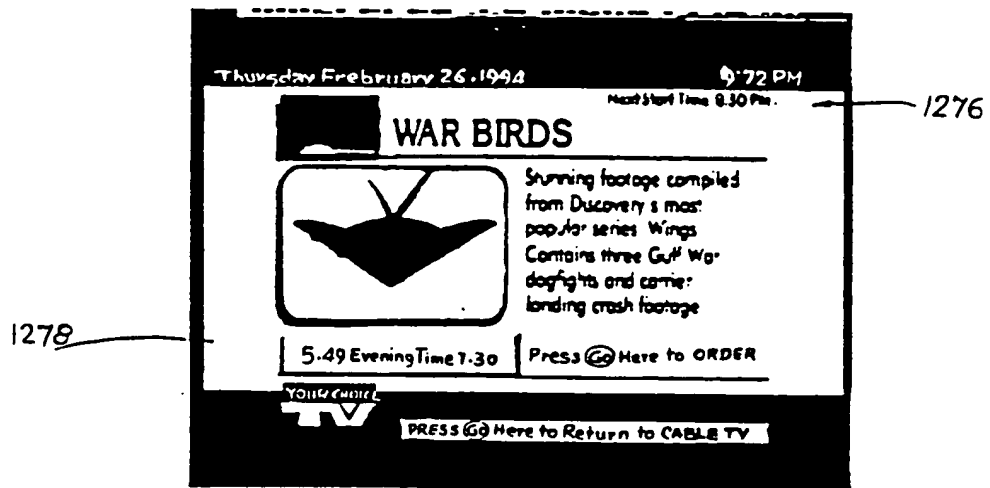 Thursday Frebruary 26.1994 9:72 PM
Next Start Time 8.30 Pm.
1276
WAR BIRDS
Stunning footage compiled
from Discovery s most
popular series Wings
Contains three Gulf War
dogfights and carrier
landing crash footage
1278
5.49 Evening Time 7.30 Press Go Here to ORDER
YOUR CHOICE
TV
PRESS Go Here to Return to CABLE TV